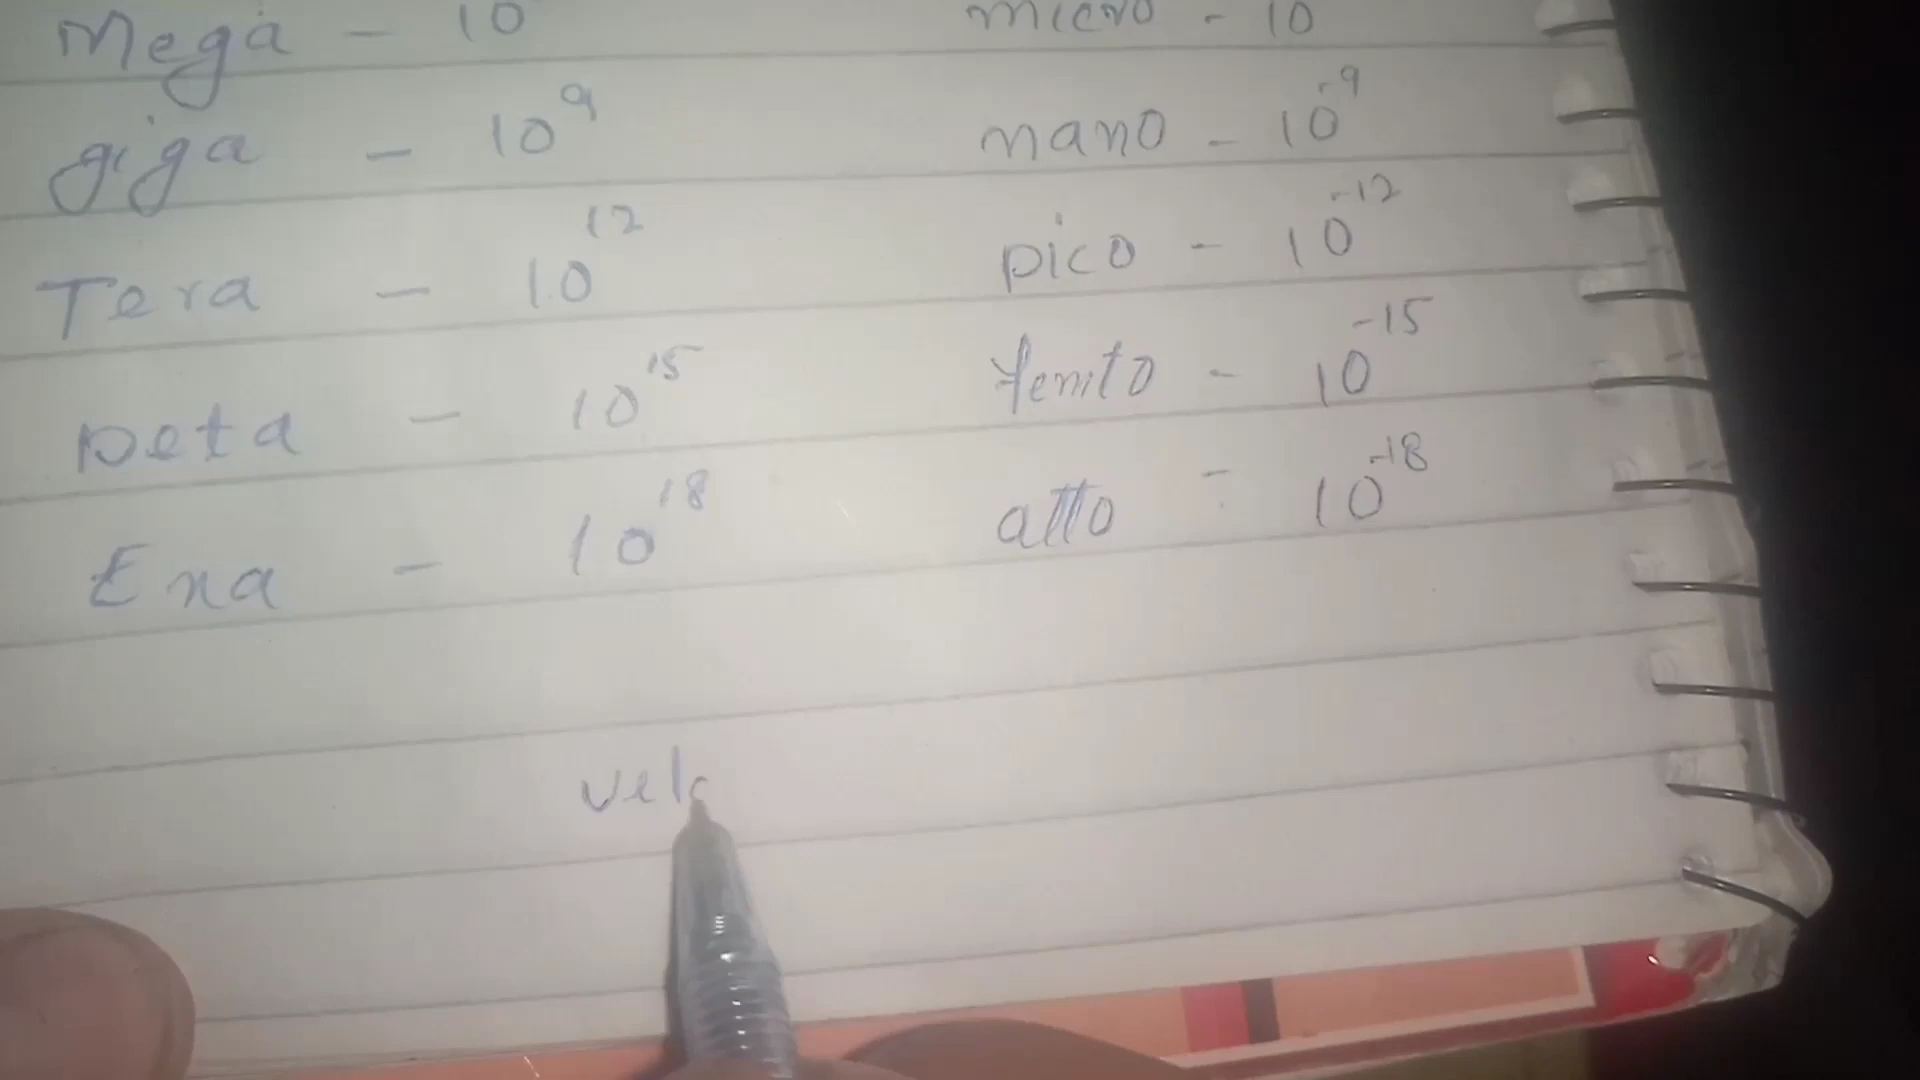 Mega - 10 micro - 10
giga - 10⁹ nano - 10⁻⁹
Tera - 10¹² pico - 10⁻¹²
peta - 10¹⁵ femto - 10⁻¹⁵
Exa - 10¹⁸ atto - 10⁻¹⁸
velo